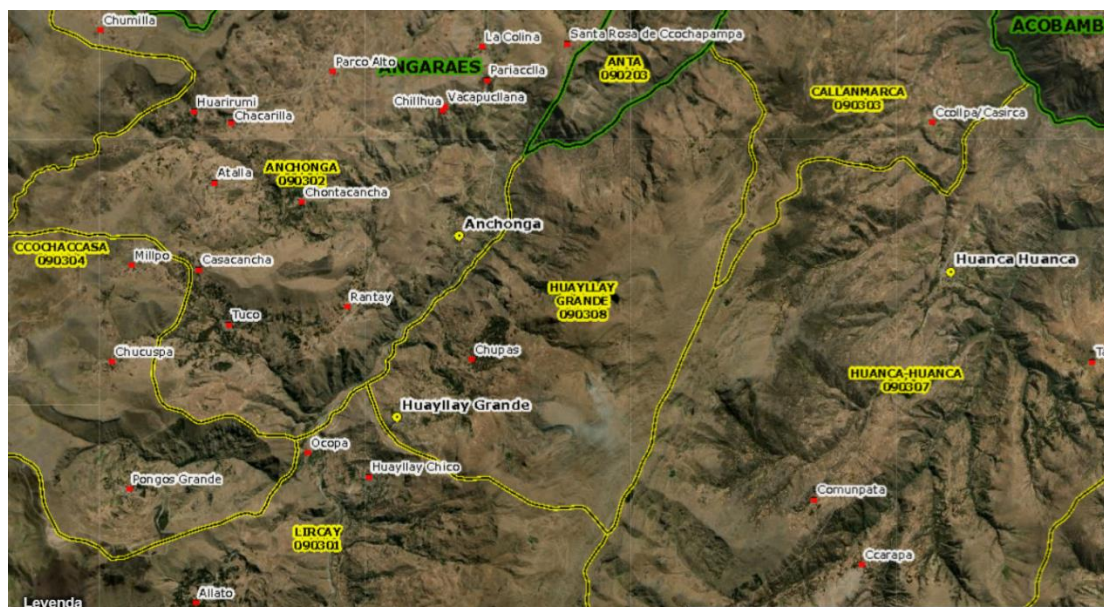 Chumilla
La Colina
Santa Rosa de Ccochapampa
ACOBAMB
Parco Alto
ANGARAES
Pariacclla
ANTA
090203
CALLANMARCA
090303
Huarirumi
Chacarilla
Chillhua
Vacapucllana
Ccollpa/Casirca
Atalla
ANCHONGA
090302
Chontacancha
Anchonga
CCOCHACCASA
090304
Millpo
Casacancha
Huanca Huanca
HUAYLLAY
GRANDE
090308
Rantay
Tuco
Chucuspa
Chupas
HUANCA-HUANCA
090307
Huayllay Grande
Ocopa
Huayllay Chico
Pongos Grande
Comunpata
LIRCAY
090301
Ccarapa
Allato
Leyenda